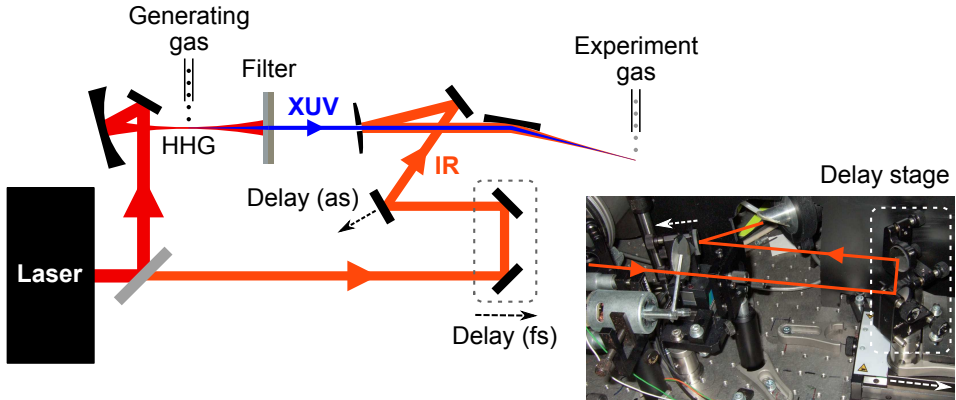 Generating
gas
Filter
Experiment
gas
XUV
HHG
IR
Delay (as)
Delay stage
Laser
Delay (fs)